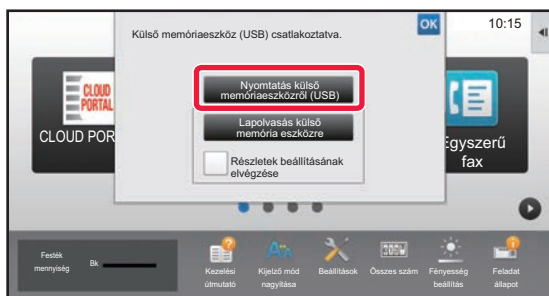 Külső memóriaeszköz (USB) csatlakoztatva.
OK
10:15
Nyomtatás külső
memóriaeszközről (USB)
Lapolvasás külső
memória eszközre
Részletek beállításának
elvégzése
CLOUD
PORTAL
CLOUD POR
Egyszerű
fax
Festék
mennyiség
Bk
Kezelési
útmutató
Kijelző mód
nagyítása
Beállítások
Összes szám
Fényesség
beállítás
Feladat
állapot